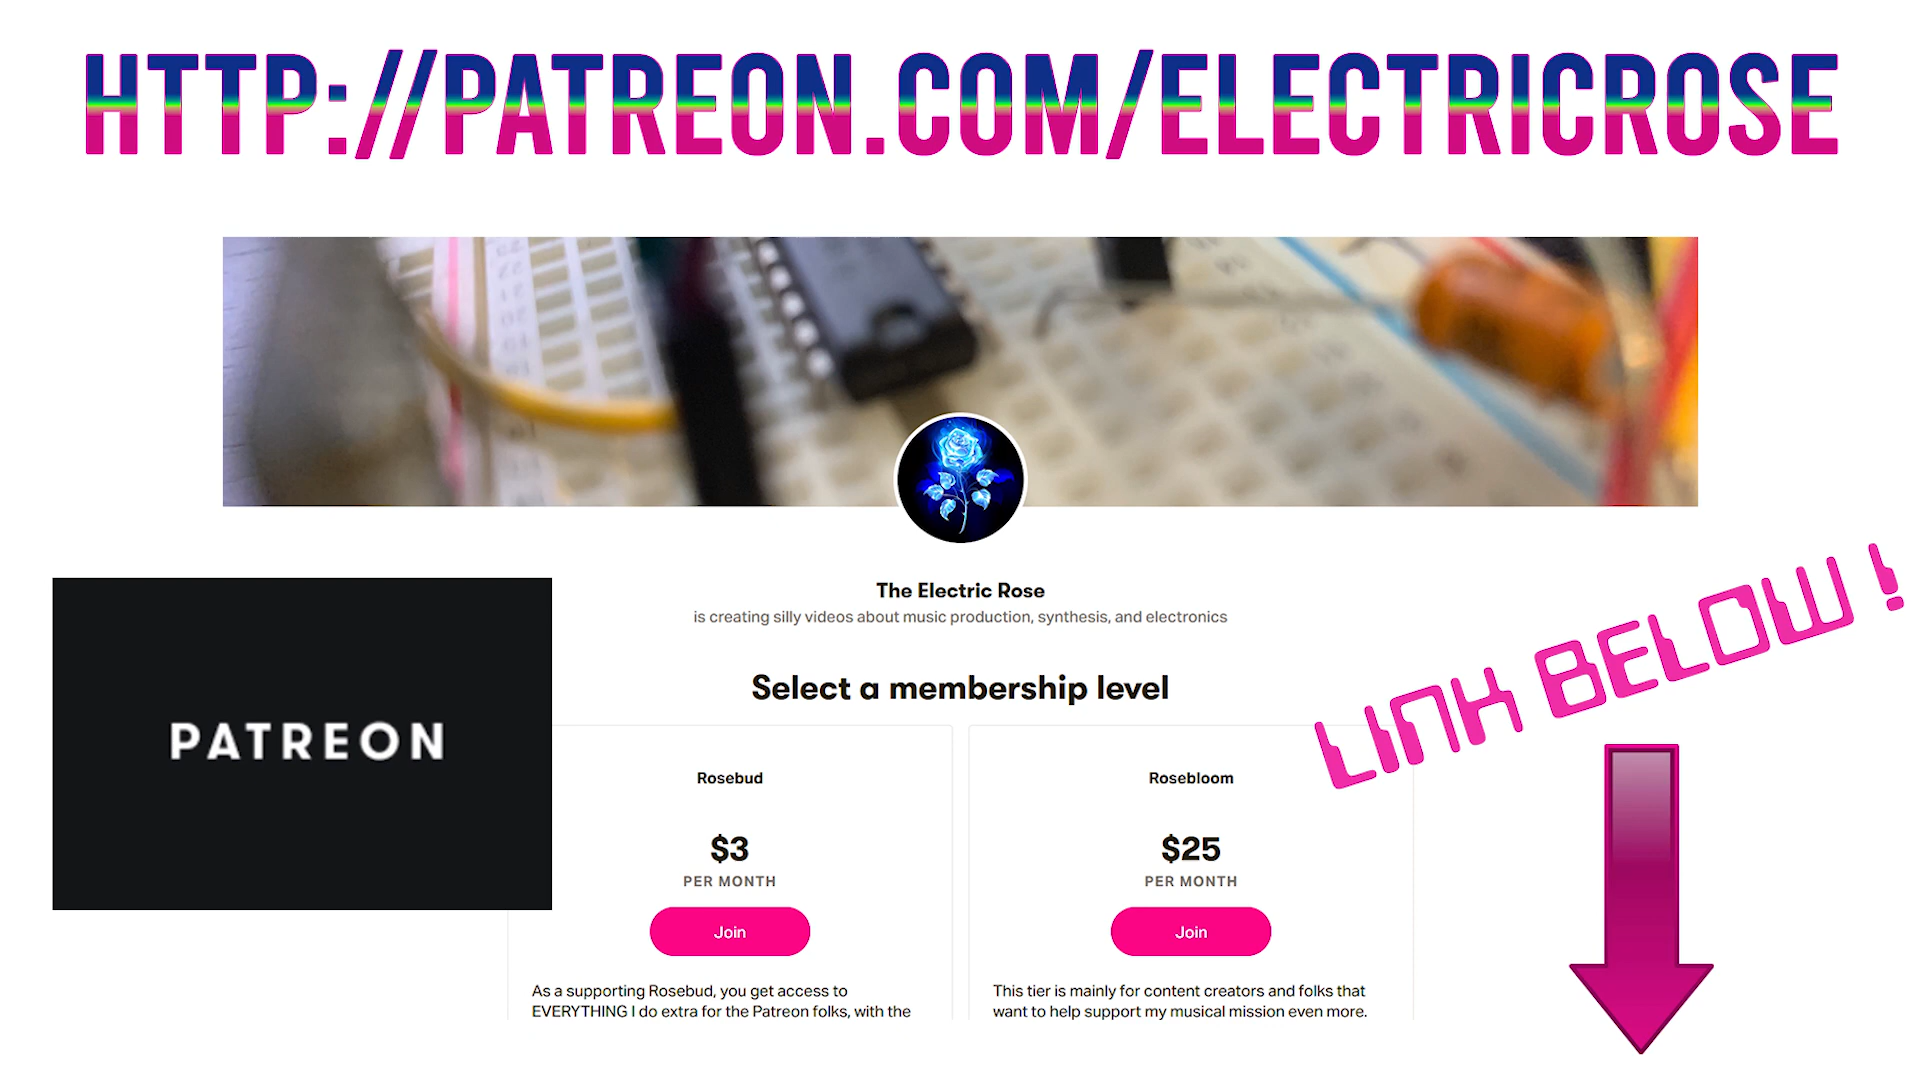 HTTP://PATREON.COM/ELECTRICROSE
The Electric Rose
is creating silly videos about music production, synthesis, and electronics
LINK BELOW!
Select a membership level
PATREON
Rosebud
$3
PER MONTH
Join
As a supporting Rosebud, you get access to
EVERYTHING I do extra for the Patreon folks, with the
Rosebloom
$25
PER MONTH
Join
This tier is mainly for content creators and folks that
want to help support my musical mission even more.